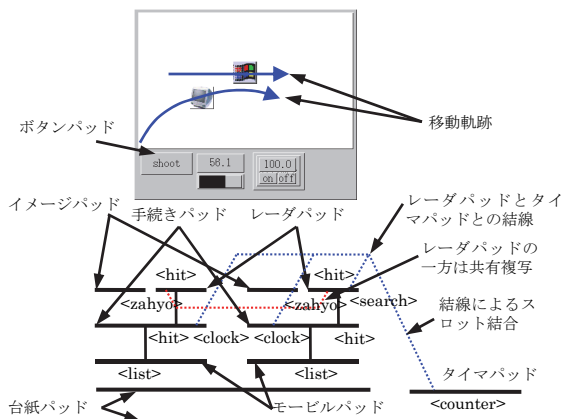 ボタンパッド
移動軌跡
shoot
56.1
100.0
on off
イメージパッド
手続きパッド
レーダパッド
レーダパッドとタイ
マパッドとの結線
レーダパッドの
一方は共有複写
<hit>
<hit>
<zahyo>
<zahyo>
<search>
結線によるス
ロット結合
<hit>
<clock>
<clock>
<hit>
<list>
<list>
タイマパッド
台紙パッド
モービルパッド
<counter>